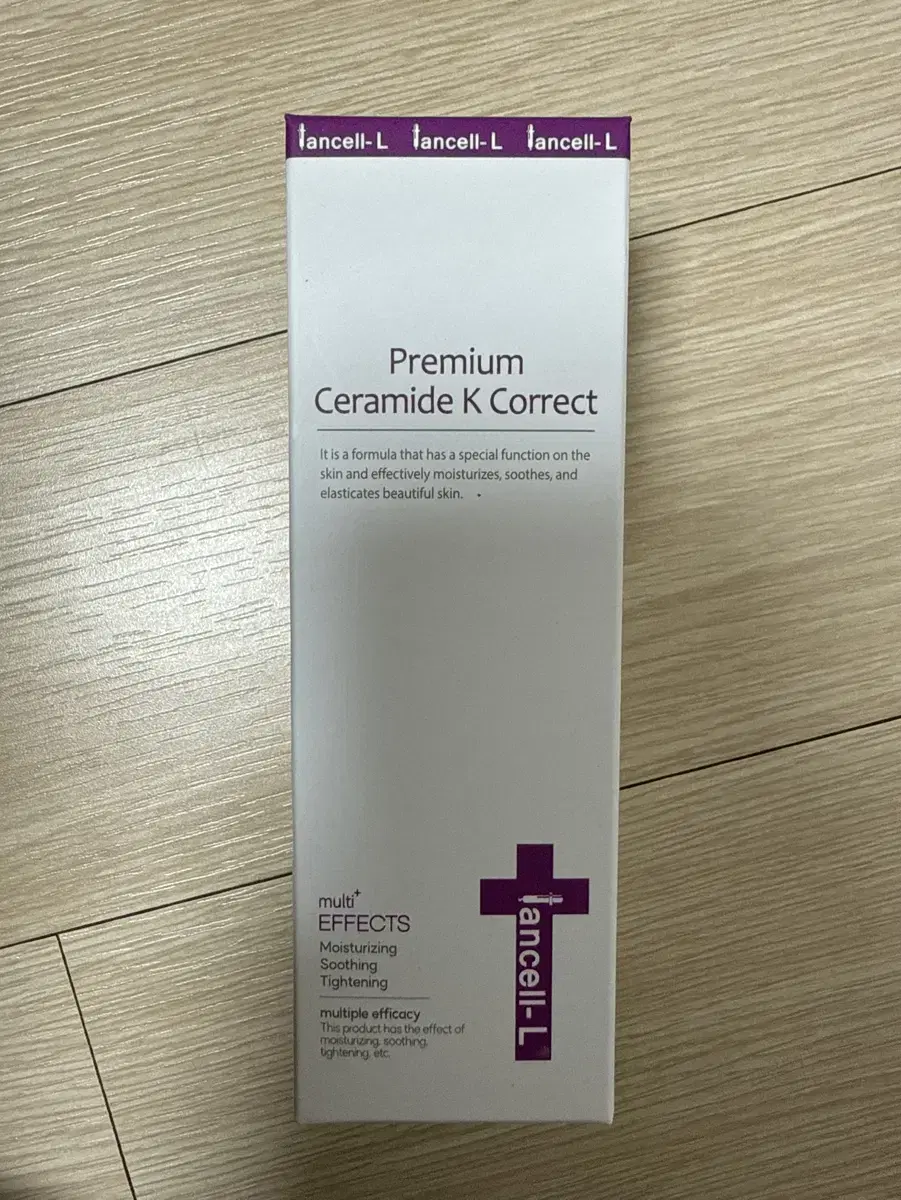 tancell-L tancell-L tancell-L
Premium
Ceramide K Correct
It is a formula that has a special function on the
skin and effectively moisturizes, soothes, and
elasticates beautiful skin.
multi+
EFFECTS
Moisturizing
Soothing
Tightening
multiple efficacy
This product has the effect of
moisturizing, soothing,
tightening, etc.
tancell-L